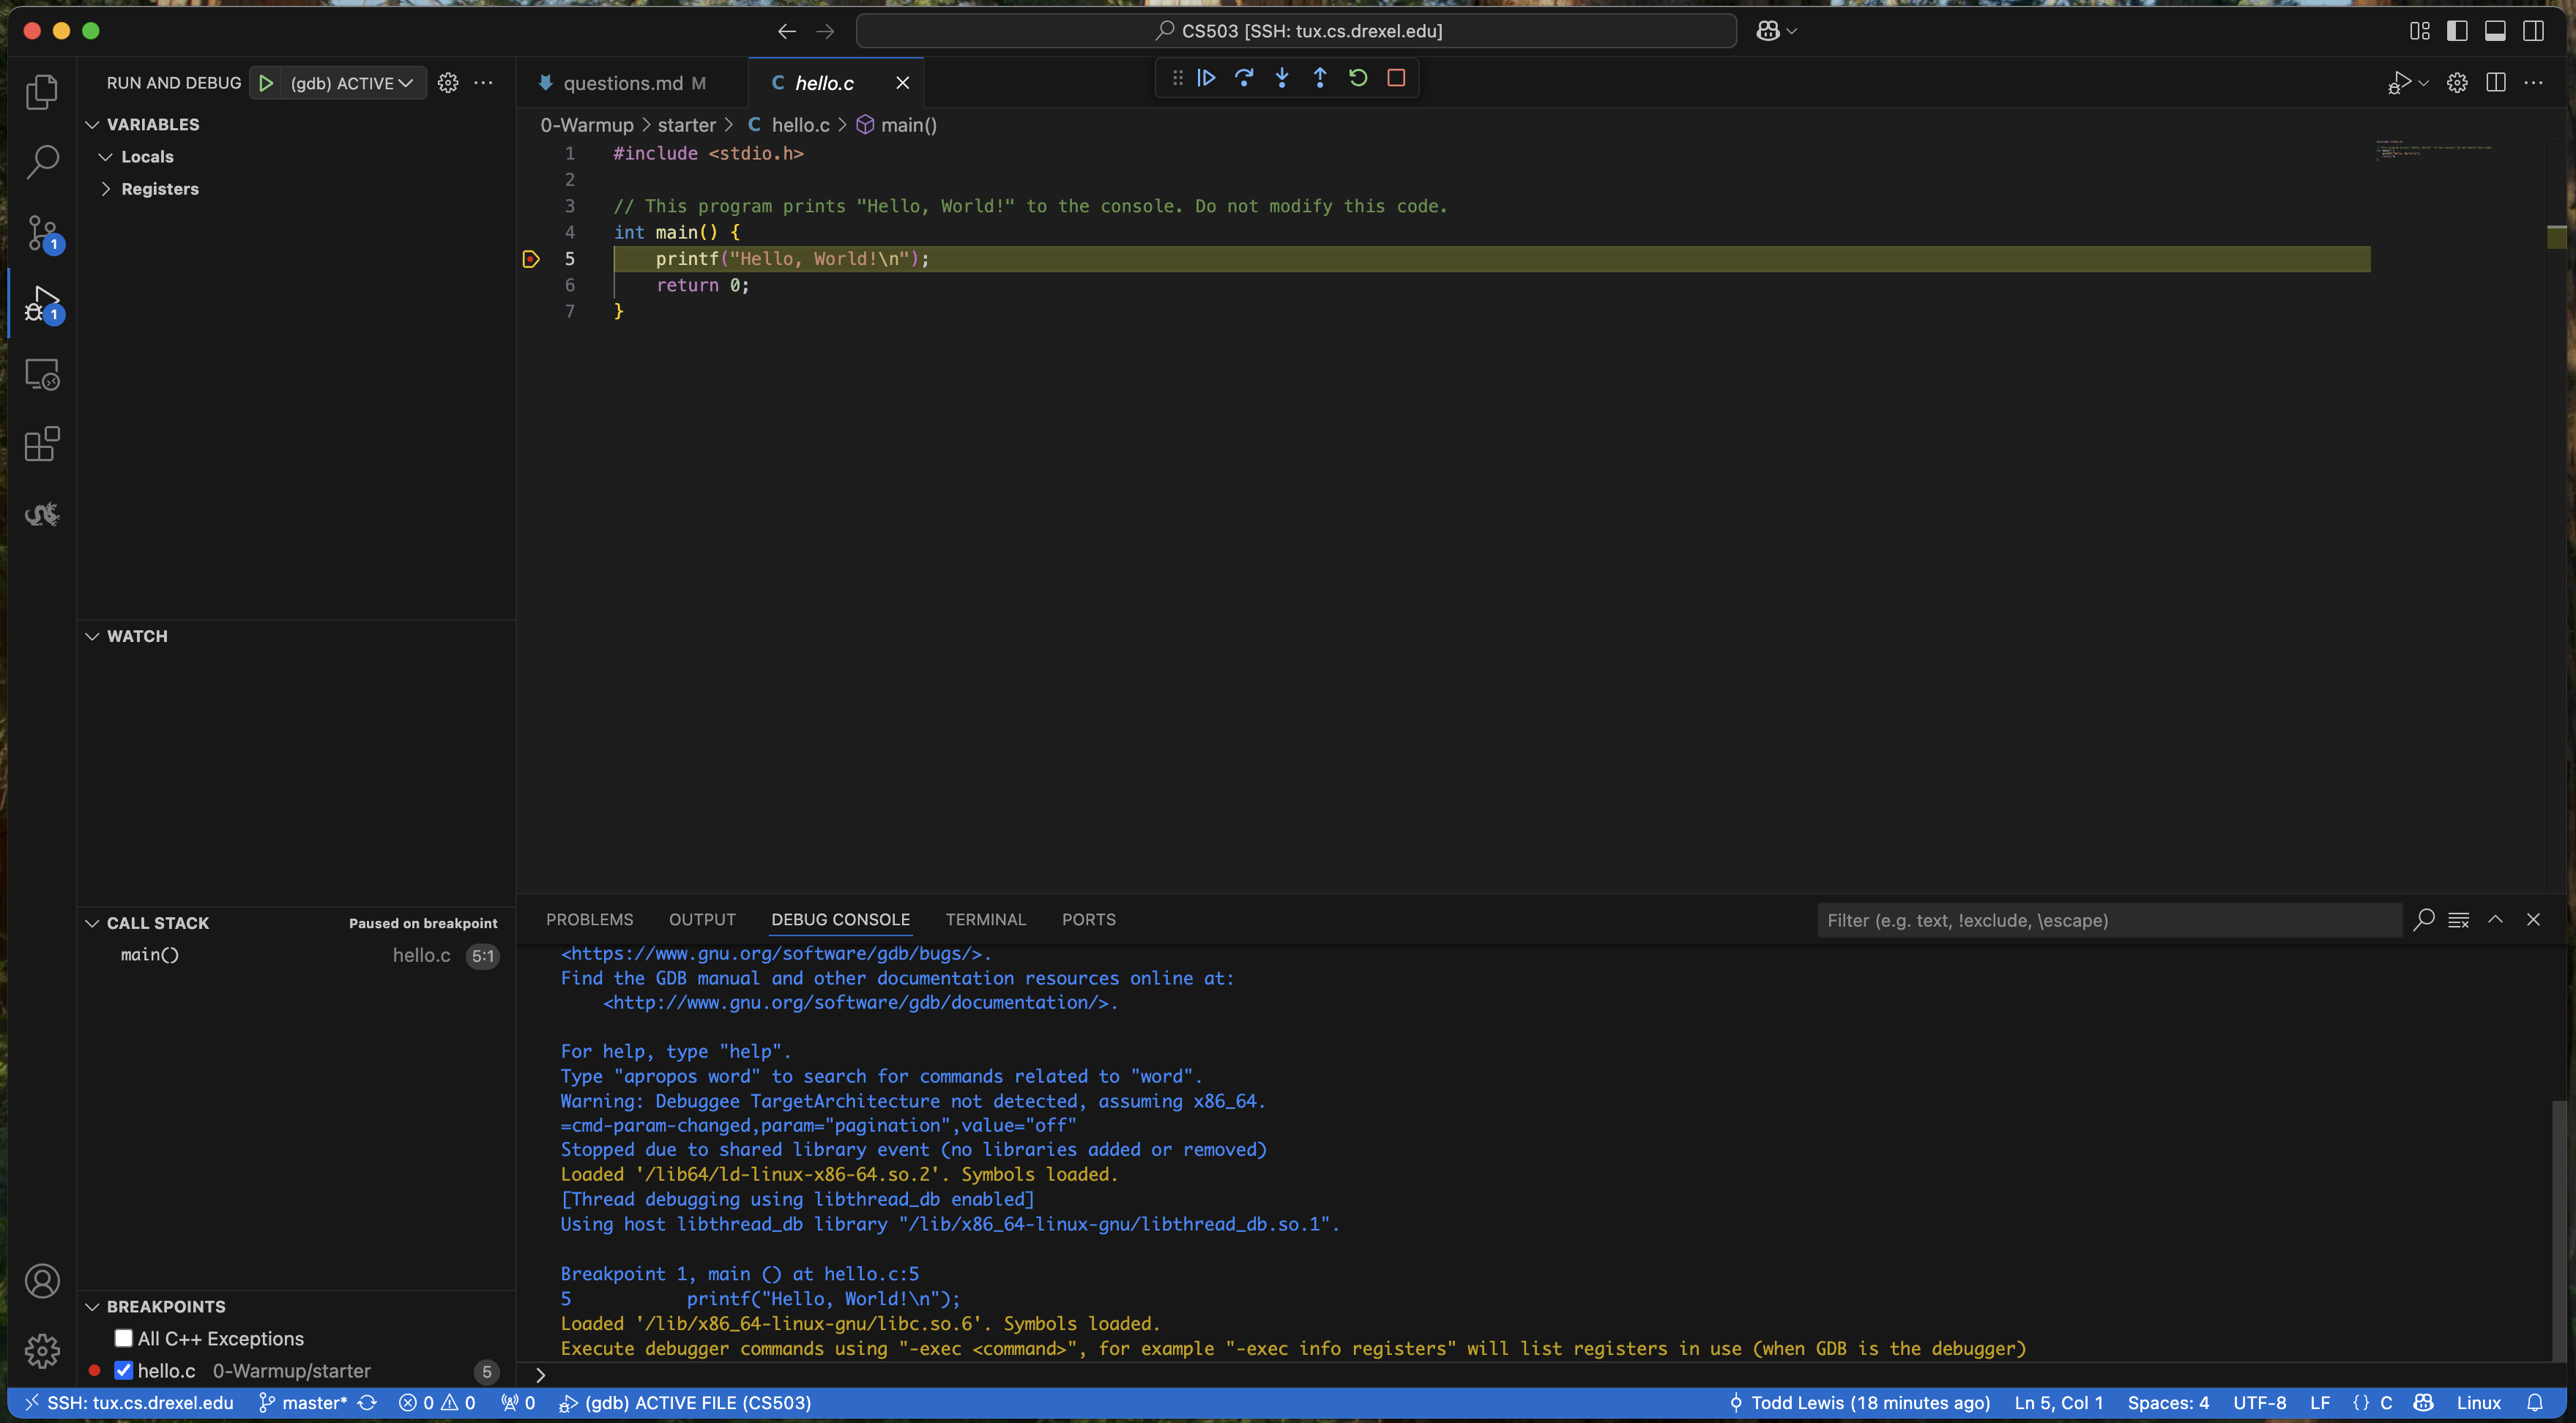 CS503 [SSH: tux.cs.drexel.edu]
RUN AND DEBUG
(gdb) ACTIVE
VARIABLES
Locals
Registers
WATCH
CALL STACK
Paused on breakpoint
main()
hello.c
5:1
BREAKPOINTS
All C++ Exceptions
hello.c 0-Warmup/starter
5
1
1
questions.md M
C hello.c
0-Warmup > starter > C hello.c > main()
1 #include <stdio.h>
2
3 // This program prints "Hello, World!" to the console. Do not modify this code.
4 int main() {
5 printf("Hello, World!\n");
6 return 0;
7 }
PROBLEMS
OUTPUT
DEBUG CONSOLE
TERMINAL
PORTS
Filter (e.g. text, !exclude, \escape)
<https://www.gnu.org/software/gdb/bugs/>.
Find the GDB manual and other documentation resources online at:
<http://www.gnu.org/software/gdb/documentation/>.
For help, type "help".
Type "apropos word" to search for commands related to "word".
Warning: Debuggee TargetArchitecture not detected, assuming x86_64.
=cmd-param-changed,param="pagination",value="off"
Stopped due to shared library event (no libraries added or removed)
Loaded '/lib64/ld-linux-x86-64.so.2'. Symbols loaded.
[Thread debugging using libthread_db enabled]
Using host libthread_db library "/lib/x86_64-linux-gnu/libthread_db.so.1".
Breakpoint 1, main () at hello.c:5
5 printf("Hello, World!\n");
Loaded '/lib/x86_64-linux-gnu/libc.so.6'. Symbols loaded.
Execute debugger commands using "-exec <command>", for example "-exec info registers" will list registers in use (when GDB is the debugger)
>
SSH: tux.cs.drexel.edu
master*
0
0
0
(gdb) ACTIVE FILE (CS503)
Todd Lewis (18 minutes ago)
Ln 5, Col 1
Spaces: 4
UTF-8
LF
{} C
Linux